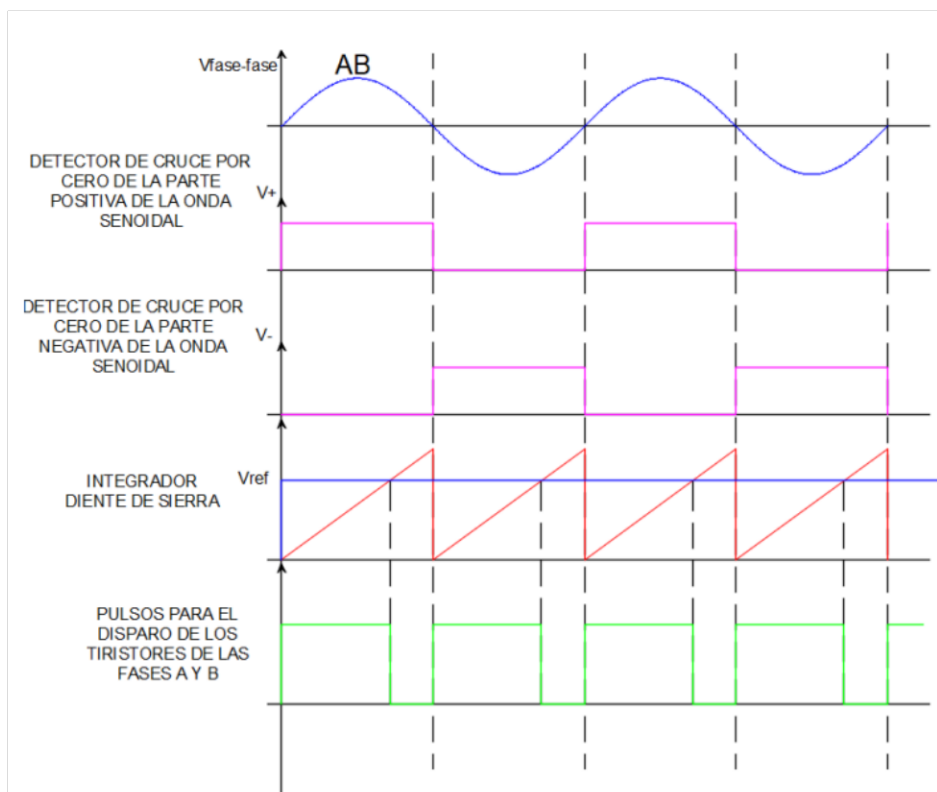 Vfase-fase
AB
DETECTOR DE CRUCE POR
CERO DE LA PARTE
POSITIVA DE LA ONDA
SENOIDAL
V+
DETECTOR DE CRUCE POR
CERO DE LA PARTE
NEGATIVA DE LA ONDA
SENOIDAL
V-
INTEGRADOR
DIENTE DE SIERRA
Vref
PULSOS PARA EL
DISPARO DE LOS
TIRISTORES DE LAS
FASES A Y B